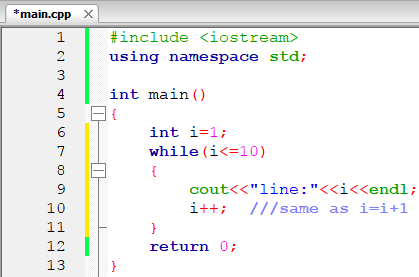 *main.cpp ×
1 #include <iostream>
2 using namespace std;
3
4 int main()
5 {
6 int i=1;
7 while(i<=10)
8 {
9 cout<<"line:"<<i<<endl;
10 i++; ///same as i=i+1
11 }
12 return 0;
13 }